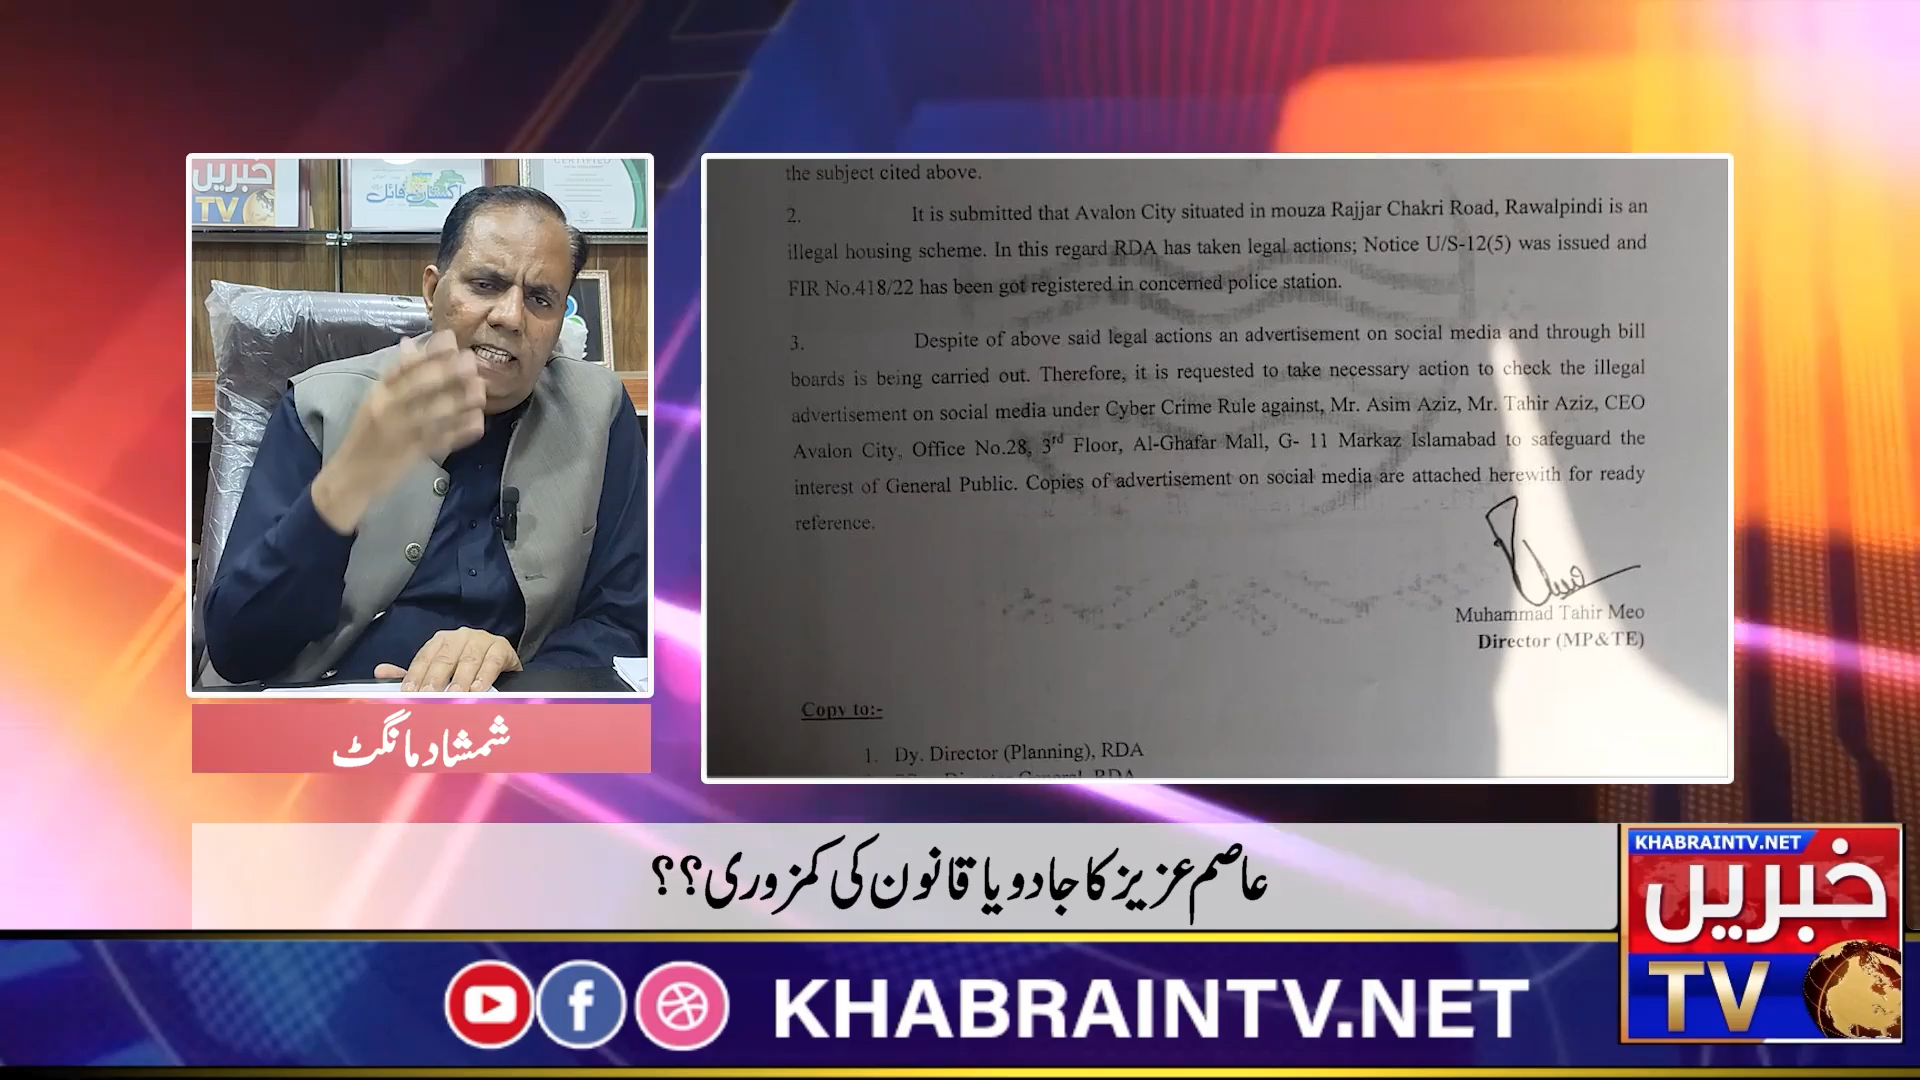 خبریں
TV
CERTIFIED
پاکستان فائل
the subject cited above.
2. It is submitted that Avalon City situated in mouza Rajjar Chakri Road, Rawalpindi is an
illegal housing scheme. In this regard RDA has taken legal actions; Notice U/S-12(5) was issued and
FIR No.418/22 has been got registered in concerned police station.
3. Despite of above said legal actions an advertisement on social media and through bill
boards is being carried out. Therefore, it is requested to take necessary action to check the illegal
advertisement on social media under Cyber Crime Rule against, Mr. Asim Aziz, Mr. Tahir Aziz, CEO
Avalon City, Office No.28, 3rd Floor, Al-Ghafar Mall, G- 11 Markaz Islamabad to safeguard the
interest of General Public. Copies of advertisement on social media are attached herewith for ready
reference.
Muhammad Tahir Meo
Director (MP&TE)
Copy to:-
1. Dy. Director (Planning), RDA
Director General, RDA
شمشاد مانگٹ
عاصم عزیز کا جادو یا قانون کی کمزوری؟؟
KHABRAINTV.NET
خبریں
TV
KHABRAINTV.NET